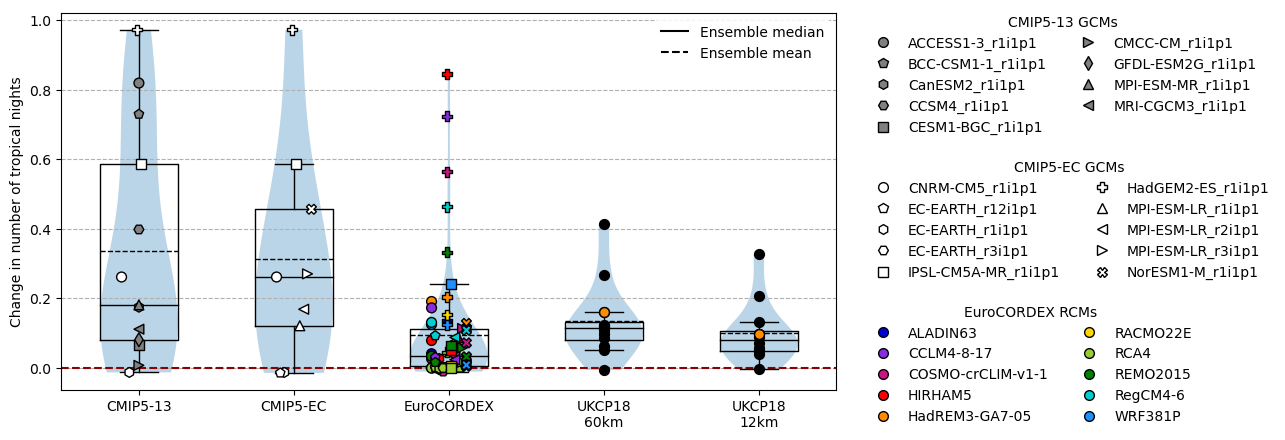 Change in number of tropical nights
1.0
0.8
0.6
0.4
0.2
0.0
Ensemble median
Ensemble mean
CMIP5-13
CMIP5-EC
EuroCORDEX
UKCP18
60km
UKCP18
12km
CMIP5-13 GCMs
ACCESS1-3_r1i1p1
BCC-CSM1-1_r1i1p1
CanESM2_r1i1p1
CCSM4_r1i1p1
CESM1-BGC_r1i1p1
CMCC-CM_r1i1p1
GFDL-ESM2G_r1i1p1
MPI-ESM-MR_r1i1p1
MRI-CGCM3_r1i1p1
CMIP5-EC GCMs
CNRM-CM5_r1i1p1
EC-EARTH_r12i1p1
EC-EARTH_r1i1p1
EC-EARTH_r3i1p1
IPSL-CM5A-MR_r1i1p1
HadGEM2-ES_r1i1p1
MPI-ESM-LR_r1i1p1
MPI-ESM-LR_r2i1p1
MPI-ESM-LR_r3i1p1
NorESM1-M_r1i1p1
EuroCORDEX RCMs
ALADIN63
CCLM4-8-17
COSMO-crCLIM-v1-1
HIRHAM5
HadREM3-GA7-05
RACMO22E
RCA4
REMO2015
RegCM4-6
WRF381P